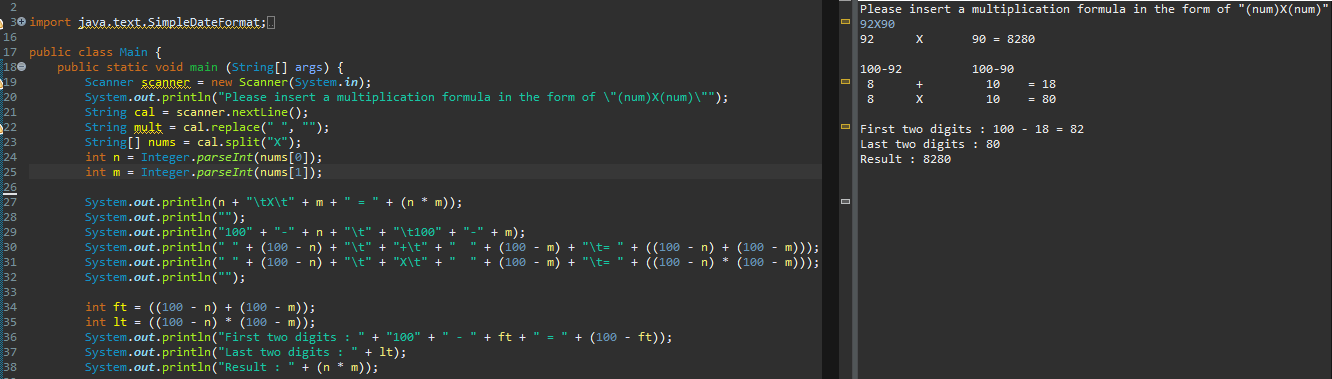 2
3 import java.text.SimpleDateFormat;
16
17 public class Main {
18 public static void main (String[] args) {
19 Scanner scanner = new Scanner(System.in);
20 System.out.println("Please insert a multiplication formula in the form of \"(num)X(num)\"");
21 String cal = scanner.nextLine();
22 String mult = cal.replace(" ", "");
23 String[] nums = cal.split("X");
24 int n = Integer.parseInt(nums[0]);
25 int m = Integer.parseInt(nums[1]);
26
27 System.out.println(n + "\tX\t" + m + " = " + (n * m));
28 System.out.println("");
29 System.out.println("100" + "-" + n + "\t" + "\t100" + "-" + m);
30 System.out.println(" " + (100 - n) + "\t" + "+\t" + "  " + (100 - m) + "\t= " + ((100 - n) + (100 - m)));
31 System.out.println(" " + (100 - n) + "\t" + "X\t" + "  " + (100 - m) + "\t= " + ((100 - n) * (100 - m)));
32 System.out.println("");
33
34 int ft = ((100 - n) + (100 - m));
35 int lt = ((100 - n) * (100 - m));
36 System.out.println("First two digits : " + "100" + " - " + ft + " = " + (100 - ft));
37 System.out.println("Last two digits : " + lt);
38 System.out.println("Result : " + (n * m));
Please insert a multiplication formula in the form of "(num)X(num)"
92X90
92 X 90 = 8280
100-92 100-90
8 + 10 = 18
8 X 10 = 80
First two digits : 100 - 18 = 82
Last two digits : 80
Result : 8280